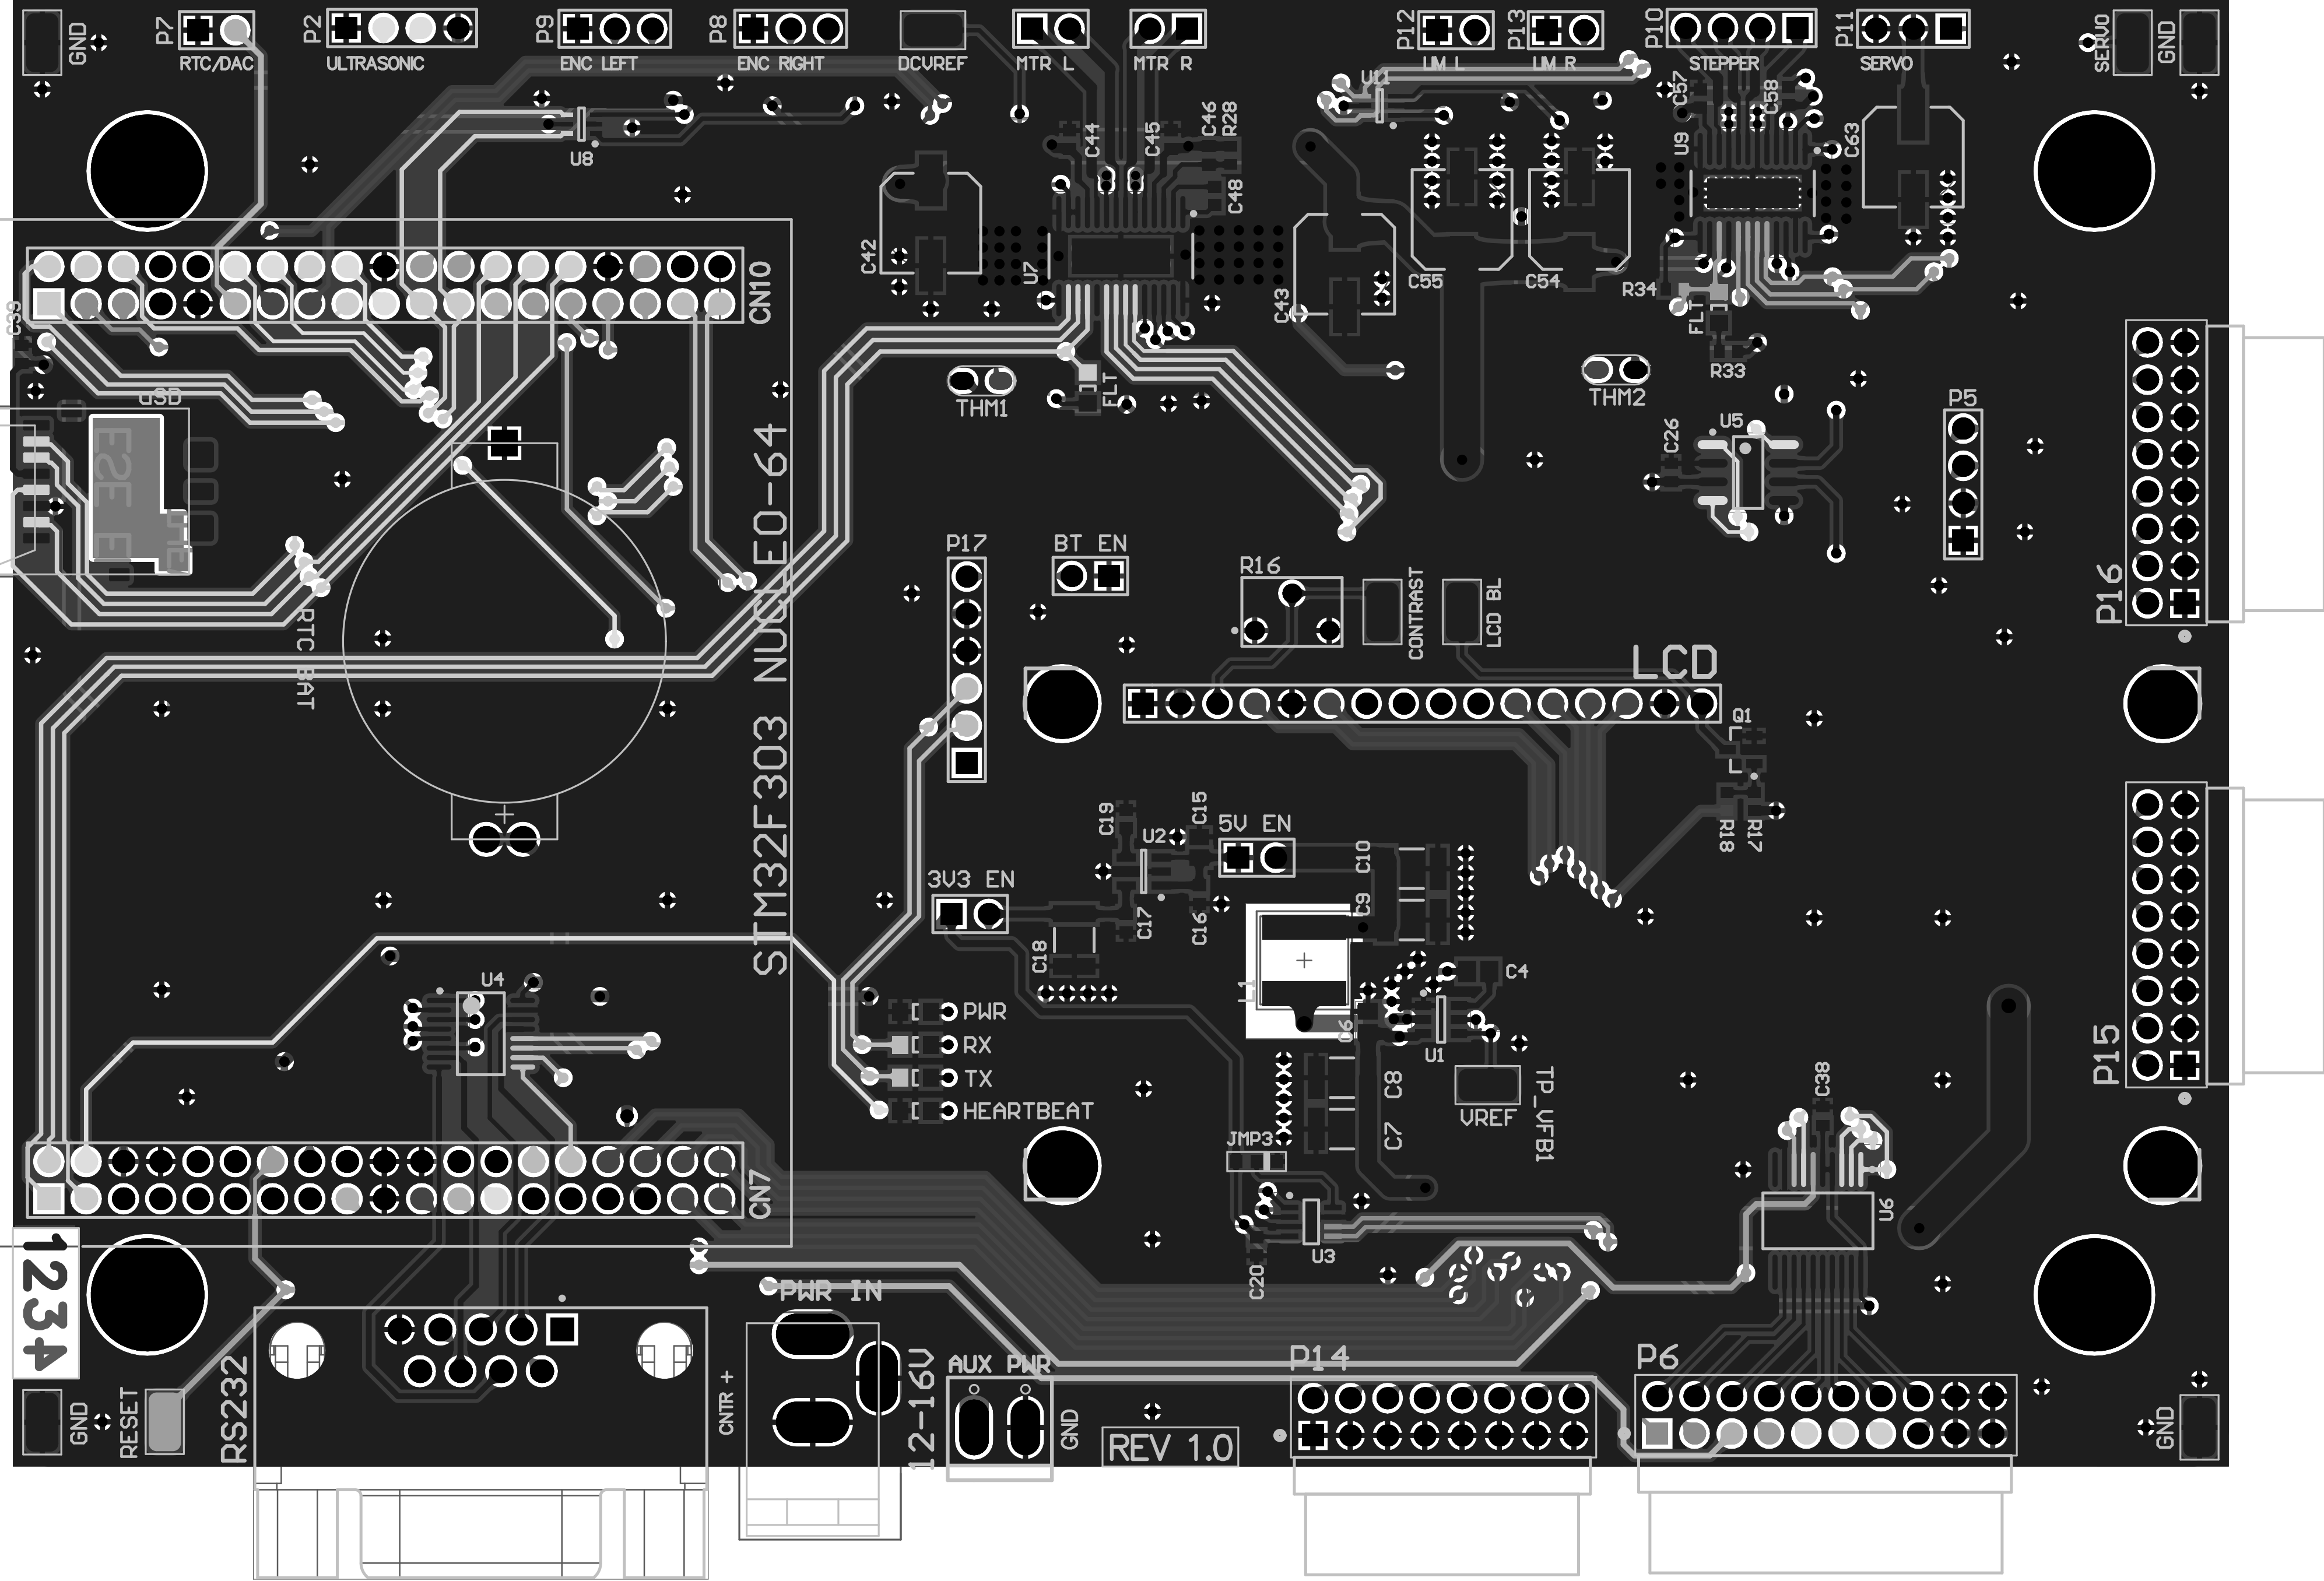 GND
P7
RTC/DAC
P2
ULTRASONIC
P9
ENC LEFT
P8
ENC RIGHT
DCVREF
MTR L
MTR R
P12
LIM L
P13
LIM R
P10
STEPPER
P11
SERVO
SERVO
GND
U8
C44
C45
C46
R28
C48
U11
C57
C58
U9
C63
C42
U7
C43
C55
C54
R34
FLT
R33
CN10
C39
uSD
THM1
FLT
THM2
C26
U5
P5
P16
STM32F303 NUCLEO-64
RTC BAT
P17
BT EN
R16
CONTRAST
LCD BL
LCD
Q1
R18
R17
C19
U2
C15
5V EN
C10
C9
3V3 EN
C17
C16
C18
L1
C4
C6
U1
U4
PWR
RX
TX
HEARTBEAT
C8
C7
VREF
TP_VFB1
JMP3
C38
P15
U6
U3
C20
CN7
1234
PWR IN
RS232
CNTR +
12-16V
AUX PWR
GND
REV 1.0
P14
P6
GND
RESET
GND